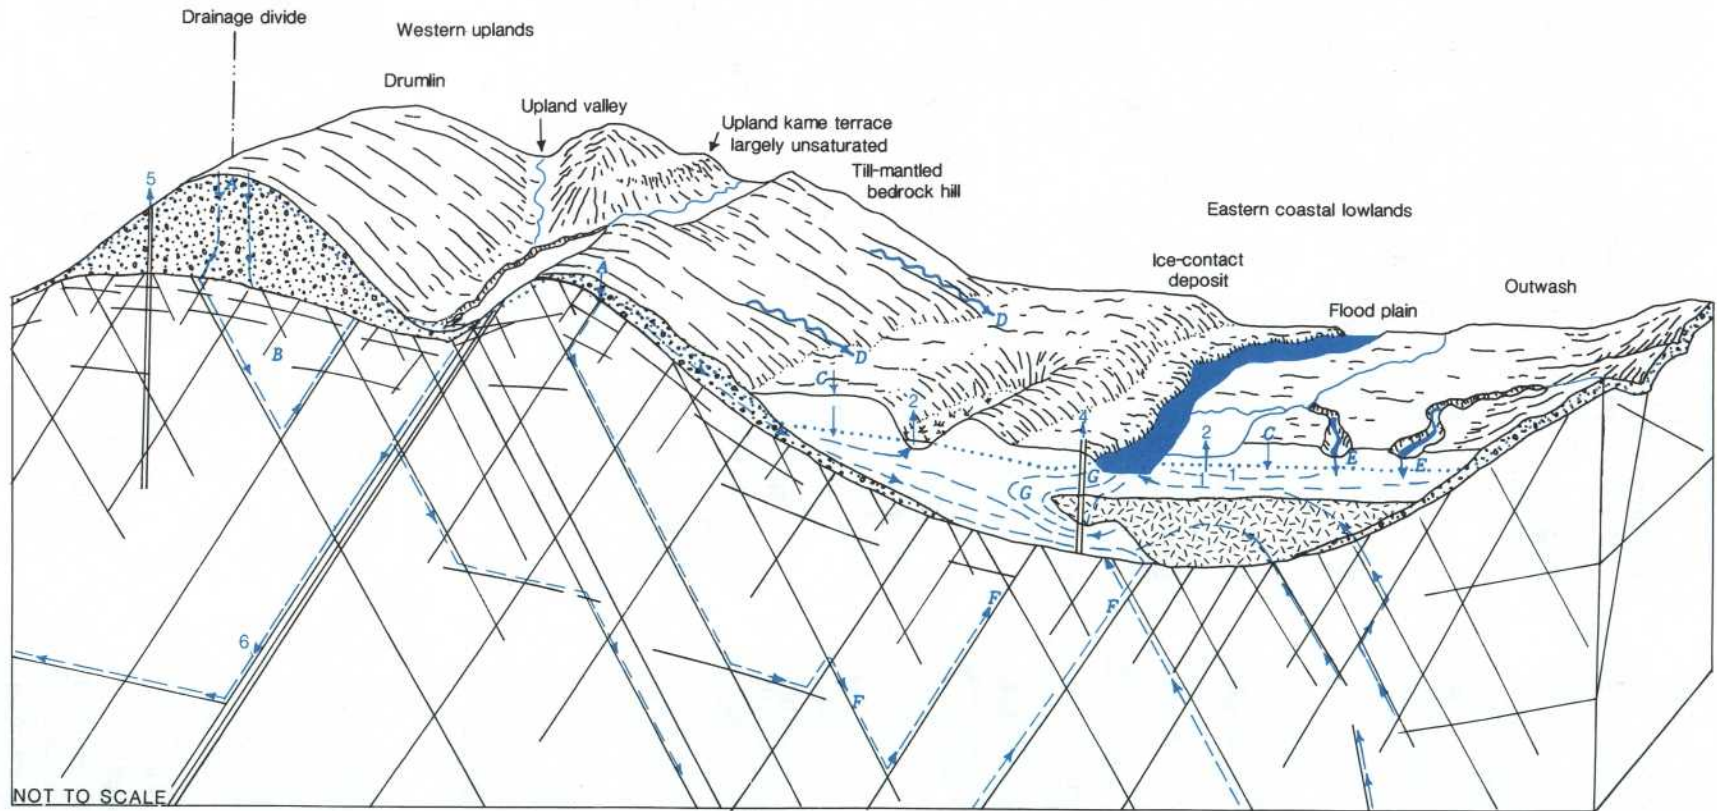 Drainage divide
Western uplands
Drumlin
Upland valley
Upland kame terrace
largely unsaturated
Till-mantled
bedrock hill
Eastern coastal lowlands
Ice-contact
deposit
Outwash
Flood plain
5
A
A
B
D
D
C
2
4
2
C
E
E
G
G
1
6
F
F
F
NOT TO SCALE